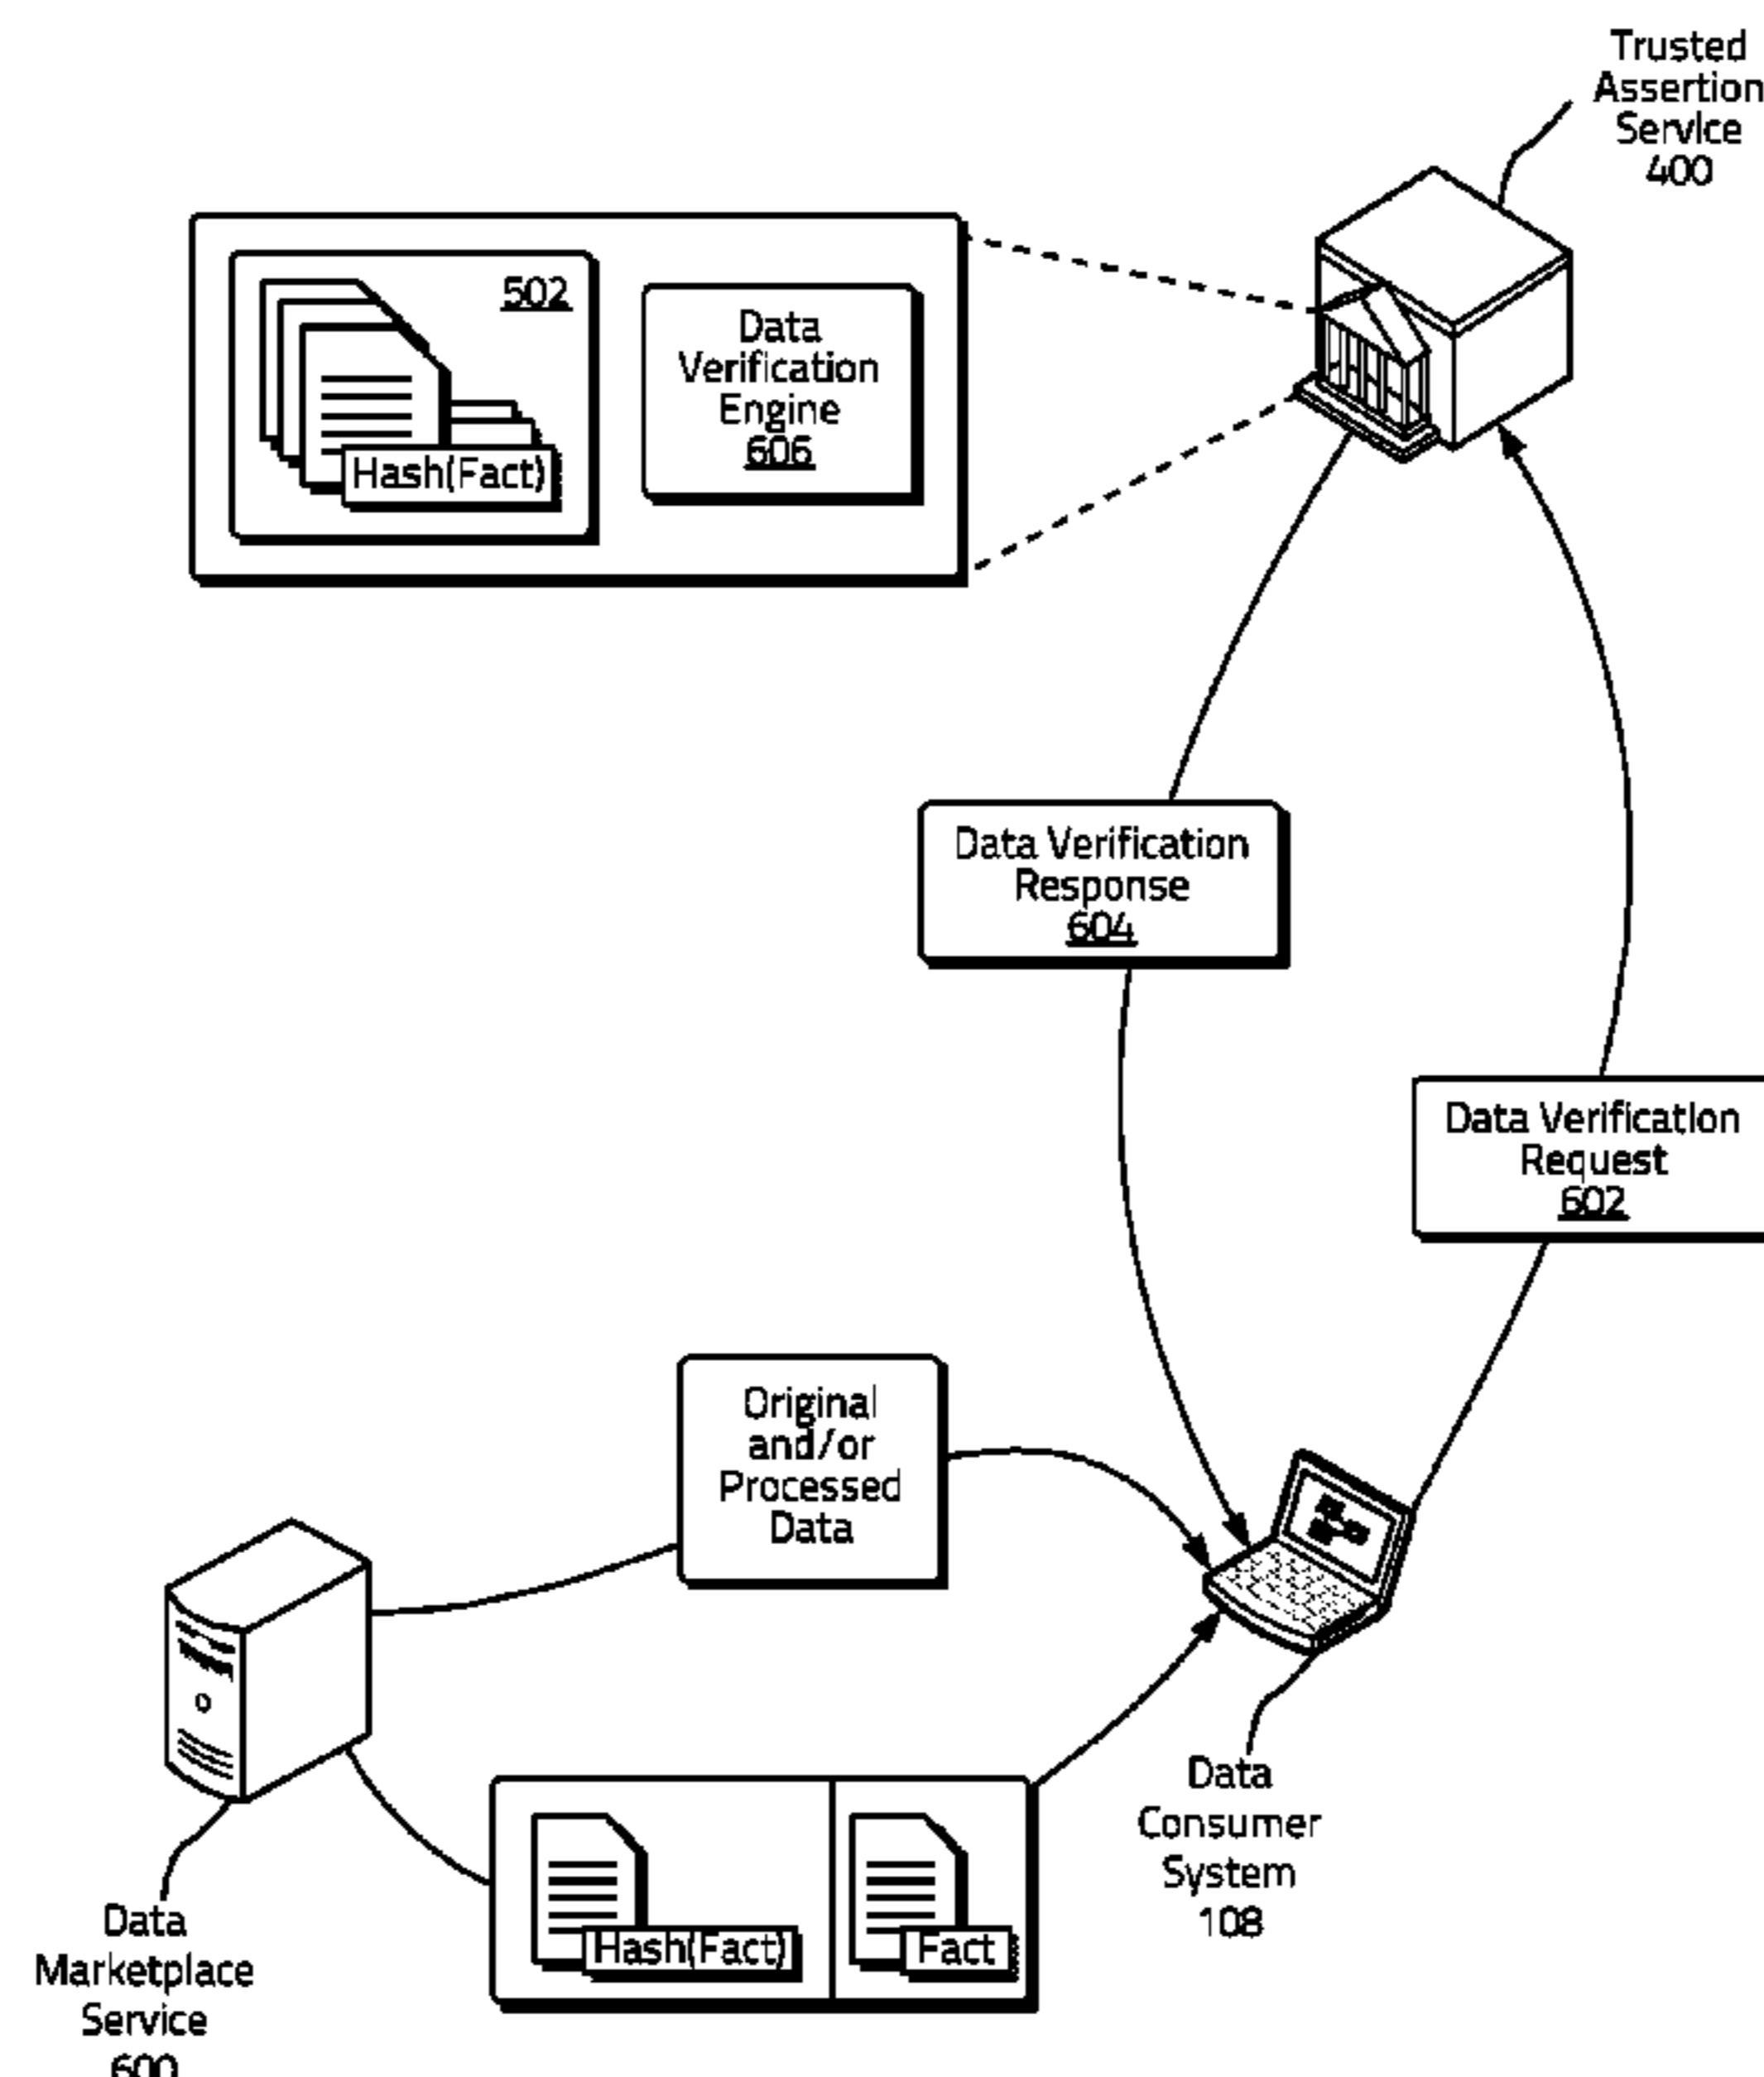 Trusted
Assertion
Service
400
502
Hash(Fact)
Data
Verification
Engine
606
Data Verification
Response
604
Data Verification
Request
602
Original
and/or
Processed
Data
Data
Consumer
System
108
Hash(Fact)
Fact
Data
Marketplace
Service
600